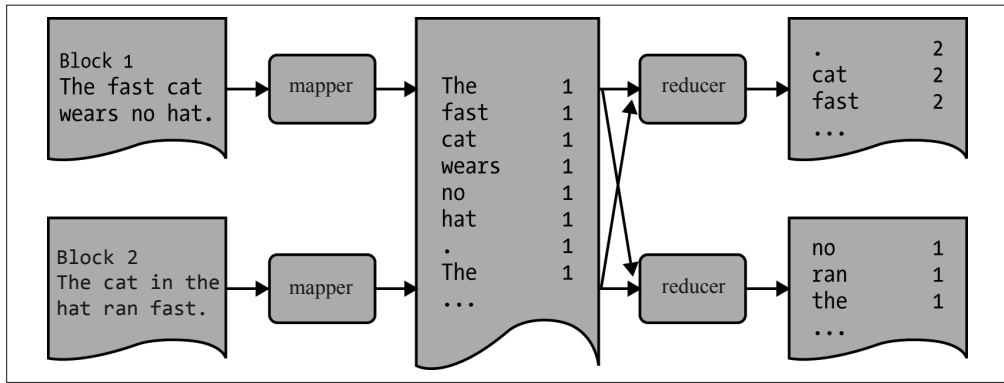 Block 1
The fast cat
wears no hat.
mapper
Block 2
The cat in the
hat ran fast.
mapper
The 1
fast 1
cat 1
wears 1
no 1
hat 1
. 1
The 1
...
reducer
. 2
cat 2
fast 2
...
reducer
no 1
ran 1
the 1
...